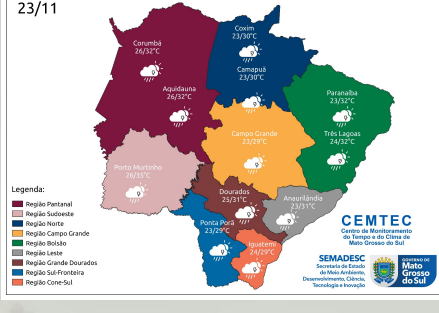 23/11
Corumbá
26/32°C
Aquidauna
26/32°C
Coxim
23/30°C
Camapuã
23/30°C
Paranaíba
23/32°C
Três Lagoas
24/32°C
Campo Grande
23/29°C
Porto Murtinho
26/35°C
Dourados
25/31°C
Anaurilândia
23/31°C
Ponta Porã
23/29°C
Iguatemi
24/29°C
Legenda:
Região Pantanal
Região Sudoeste
Região Norte
Região Campo Grande
Região Bolsão
Região Leste
Região Grande Dourados
Região Sul-Fronteira
Região Cone-Sul
CEMTEC
Centro de Monitoramento
do Tempo e do Clima de
Mato Grosso do Sul
SEMADESC
Secretaria de Estado
de Meio Ambiente,
Desenvolvimento, Ciência,
Tecnologia e Inovação
GOVERNO DE
Mato
Grosso
do Sul